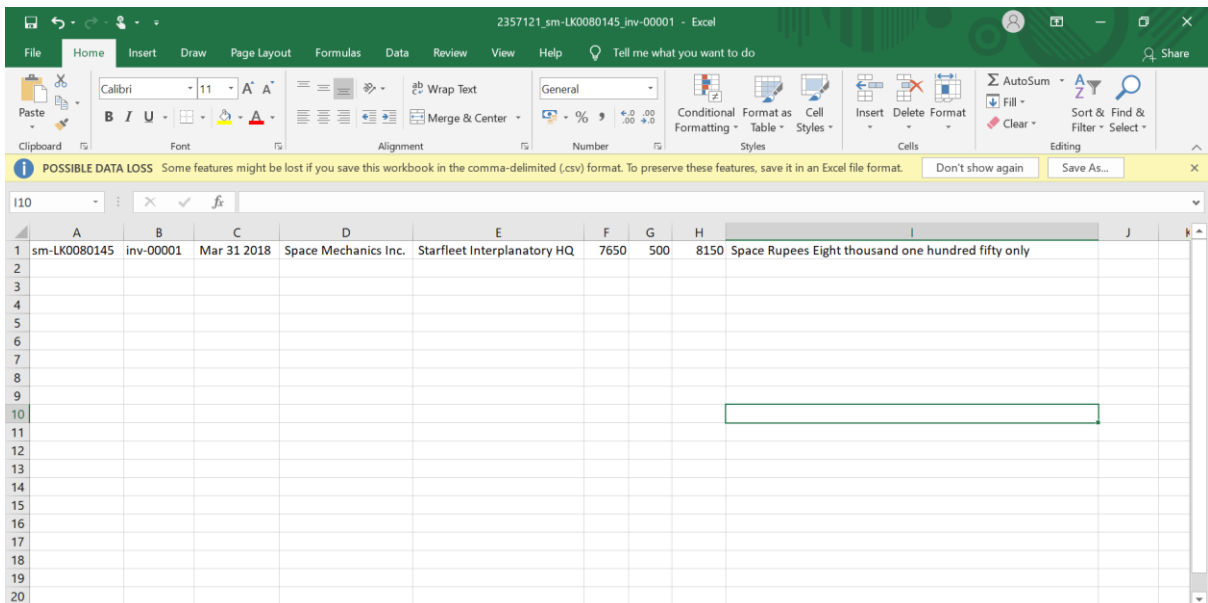 2357121_sm-LK0080145_inv-00001 - Excel
File Home Insert Draw Page Layout Formulas Data Review View Help Tell me what you want to do Share
Calibri 11 A^ A˅ ab Wrap Text General AutoSum
Paste Conditional Format as Cell Insert Delete Format Fill Sort & Find &
B I U A Merge & Center % , .00 .0 Formatting Table Styles Clear Filter Select
Clipboard Font Alignment Number Styles Cells Editing
POSSIBLE DATA LOSS Some features might be lost if you save this workbook in the comma-delimited (.csv) format. To preserve these features, save it in an Excel file format. Don't show again Save As...
I10 fx
A B C D E F G H I J K
1 sm-LK0080145 inv-00001 Mar 31 2018 Space Mechanics Inc. Starfleet Interplanatory HQ 7650 500 8150 Space Rupees Eight thousand one hundred fifty only
2
3
4
5
6
7
8
9
10
11
12
13
14
15
16
17
18
19
20